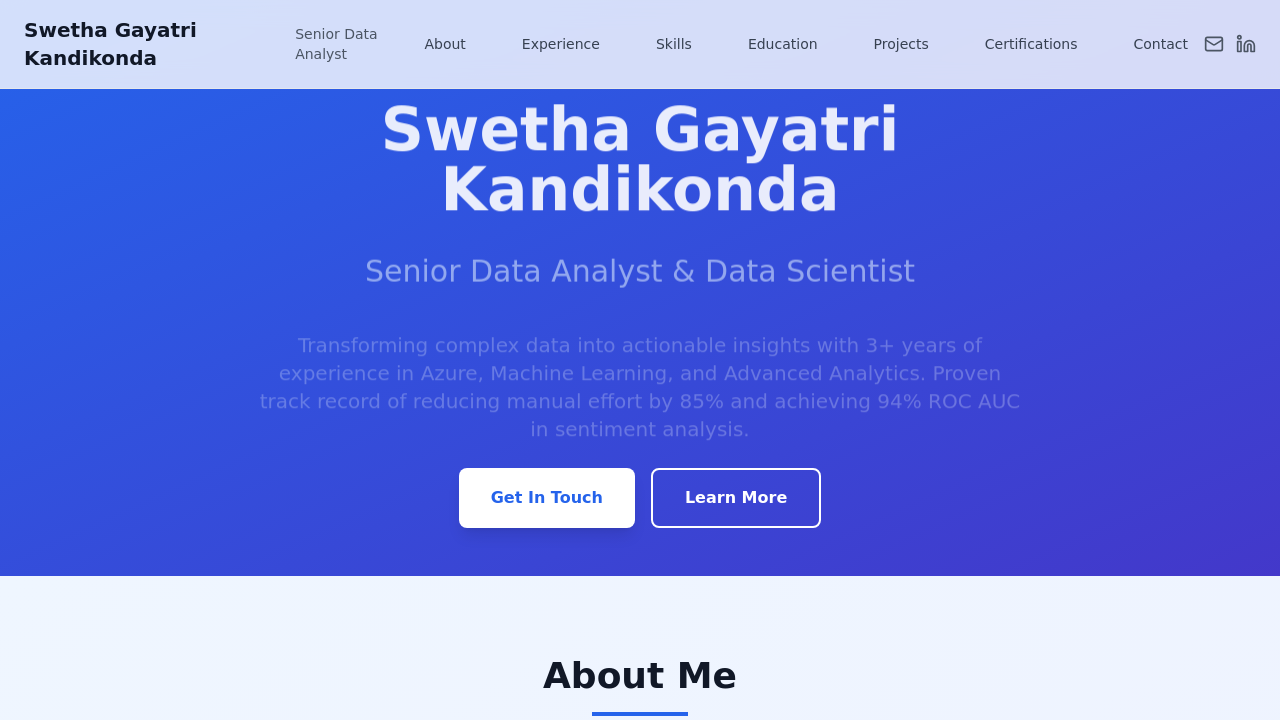 Swetha Gayatri
Kandikonda
Senior Data
Analyst
About
Experience
Skills
Education
Projects
Certifications
Contact
Swetha Gayatri
Kandikonda
Senior Data Analyst & Data Scientist
Transforming complex data into actionable insights with 3+ years of
experience in Azure, Machine Learning, and Advanced Analytics. Proven
track record of reducing manual effort by 85% and achieving 94% ROC AUC
in sentiment analysis.
Get In Touch
Learn More
About Me